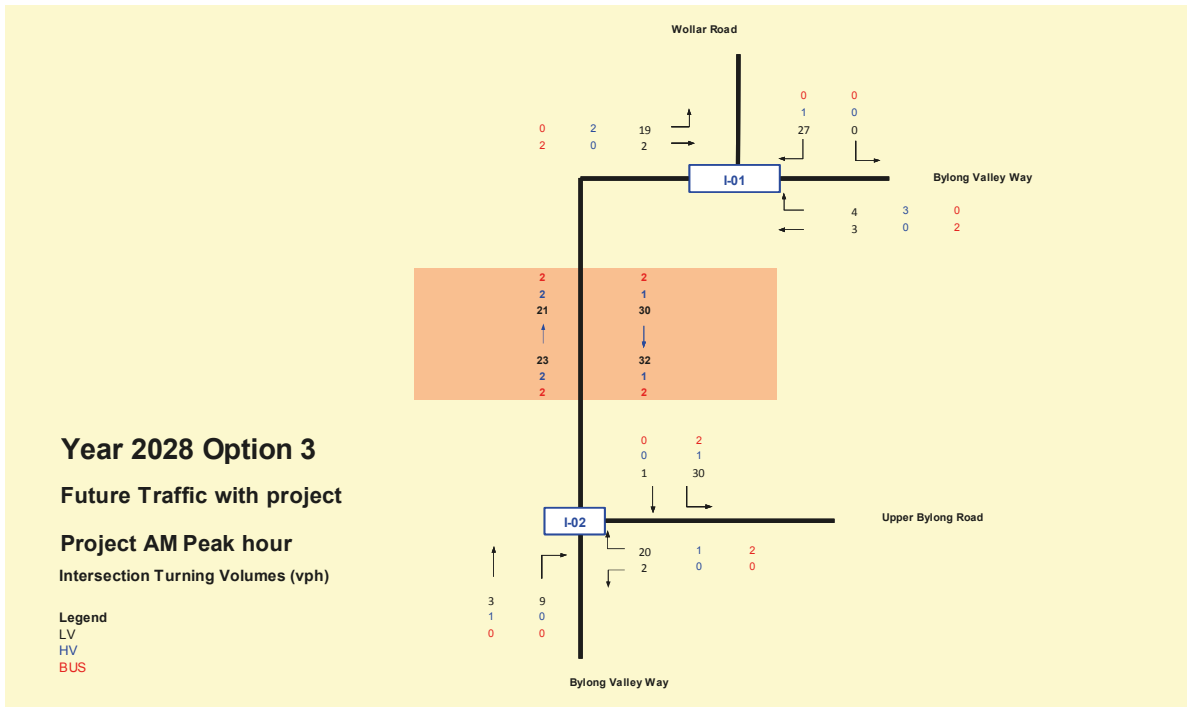 Wollar Road
0 0
1 0
27 0
0 2 19
2 0 2
I-01
Bylong Valley Way
4 3 0
3 0 2
2 2
2 1
21 30
23 32
2 1
2 2
Year 2028 Option 3
Future Traffic with project
Project AM Peak hour
Intersection Turning Volumes (vph)
Legend
LV
HV
BUS
0 2
0 1
1 30
I-02
Upper Bylong Road
20 1 2
2 0 0
3 9
1 0
0 0
Bylong Valley Way